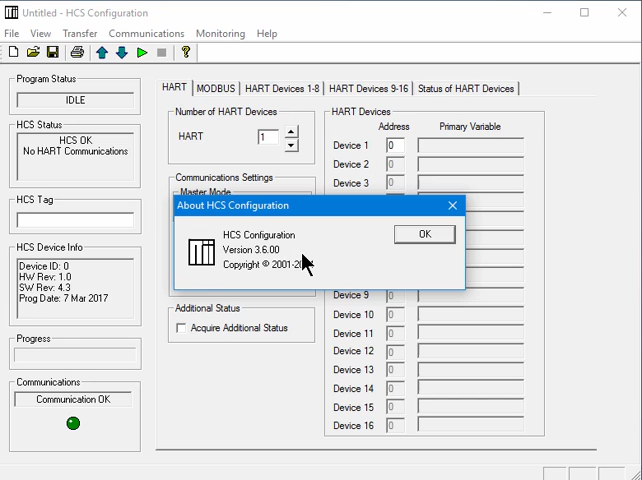 Untitled - HCS Configuration
File View Transfer Communications Monitoring Help
Program Status
IDLE
HCS Status
HCS OK
No HART Communications
HCS Tag
HCS Device Info
Device ID: 0
HW Rev: 1.0
SW Rev: 4.3
Prog Date: 7 Mar 2017
Progress
Communications
Communication OK
HART MODBUS HART Devices 1-8 HART Devices 9-16 Status of HART Devices
Number of HART Devices
HART 1
Communications Settings
Master Mode
Additional Status
Acquire Additional Status
HART Devices
Address Primary Variable
Device 1 0
Device 2 0
Device 3 0
Device 9 0
Device 10 0
Device 11 0
Device 12 0
Device 13 0
Device 14 0
Device 15 0
Device 16 0
About HCS Configuration
HCS Configuration
Version 3.6.00
Copyright © 2001-
OK